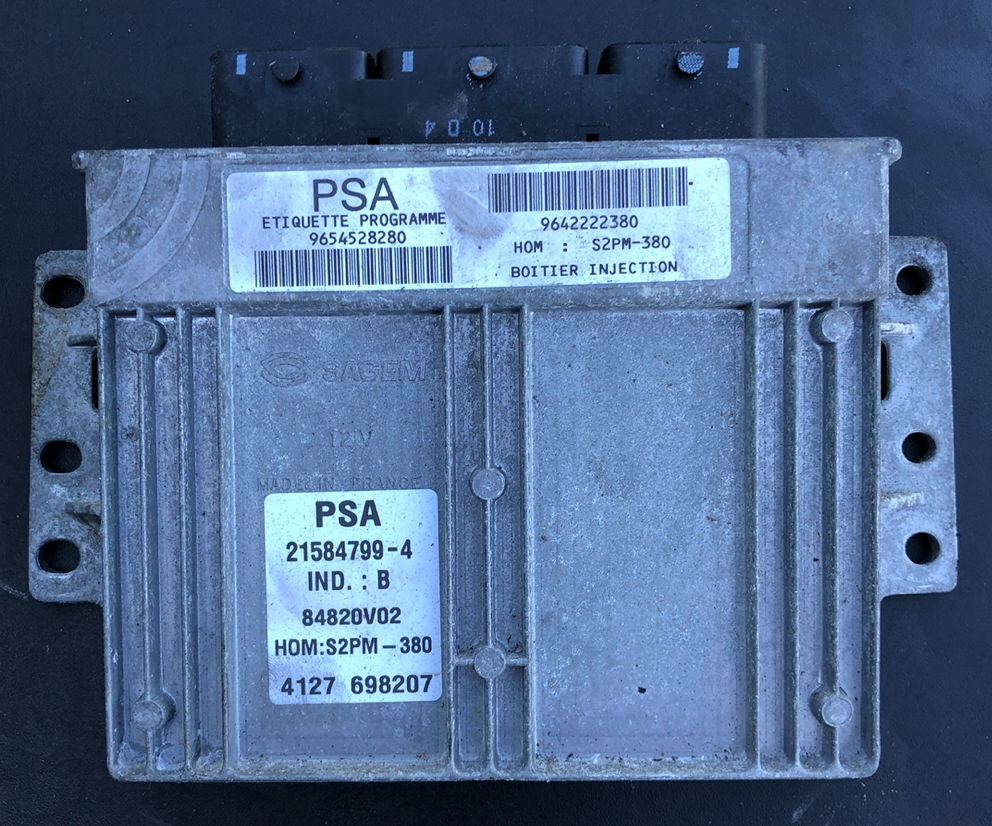 10 D 4
PSA
ETIQUETTE PROGRAMME
9654528280
9642222380
HOM : S2PM-380
BOITIER INJECTION
SAGEM
12V
MADE IN FRANCE
PSA
21584799-4
IND. : B
84820V02
HOM:S2PM-380
4127 698207